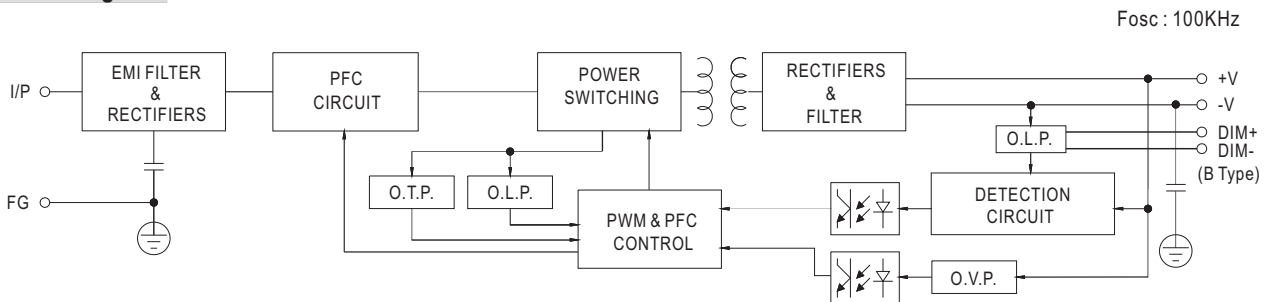 Fosc : 100KHz
I/P
EMI FILTER
&
RECTIFIERS
PFC
CIRCUIT
POWER
SWITCHING
RECTIFIERS
&
FILTER
+V
-V
DIM+
DIM-
(B Type)
O.L.P.
O.T.P.
O.L.P.
FG
PWM & PFC
CONTROL
DETECTION
CIRCUIT
O.V.P.